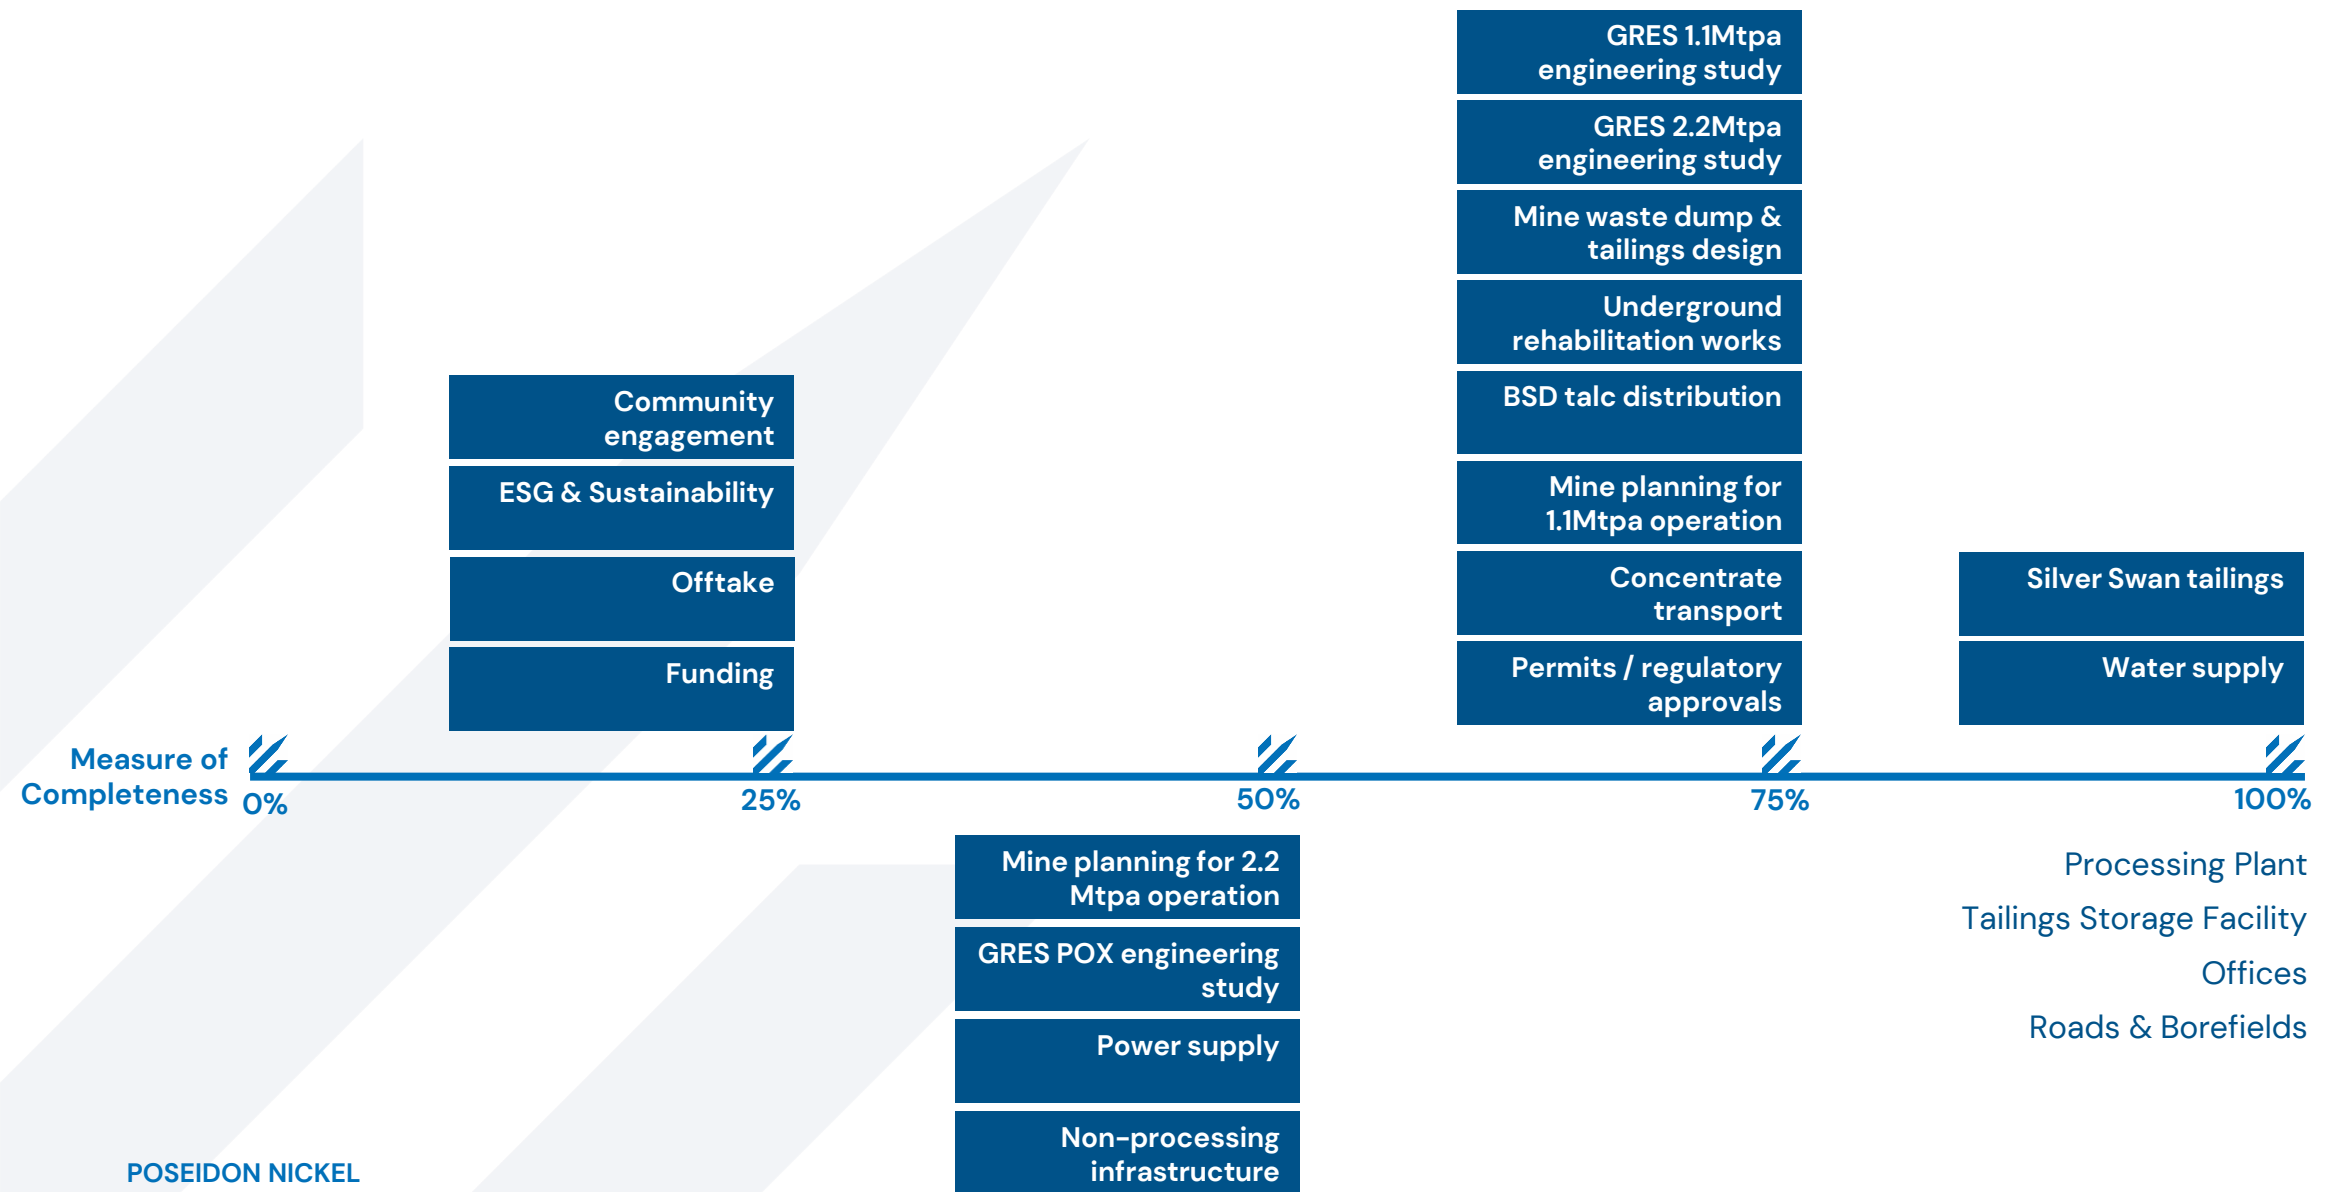 GRES 1.1Mtpa
engineering study
GRES 2.2Mtpa
engineering study
Mine waste dump &
tailings design
Underground
rehabilitation works
BSD talc distribution
Mine planning for
1.1Mtpa operation
Concentrate
transport
Permits / regulatory
approvals
Community
engagement
ESG & Sustainability
Offtake
Funding
Silver Swan tailings
Water supply
Measure of
Completeness
0%
25%
50%
75%
100%
Mine planning for 2.2
Mtpa operation
GRES POX engineering
study
Power supply
Non-processing
infrastructure
Processing Plant
Tailings Storage Facility
Offices
Roads & Borefields
POSEIDON NICKEL